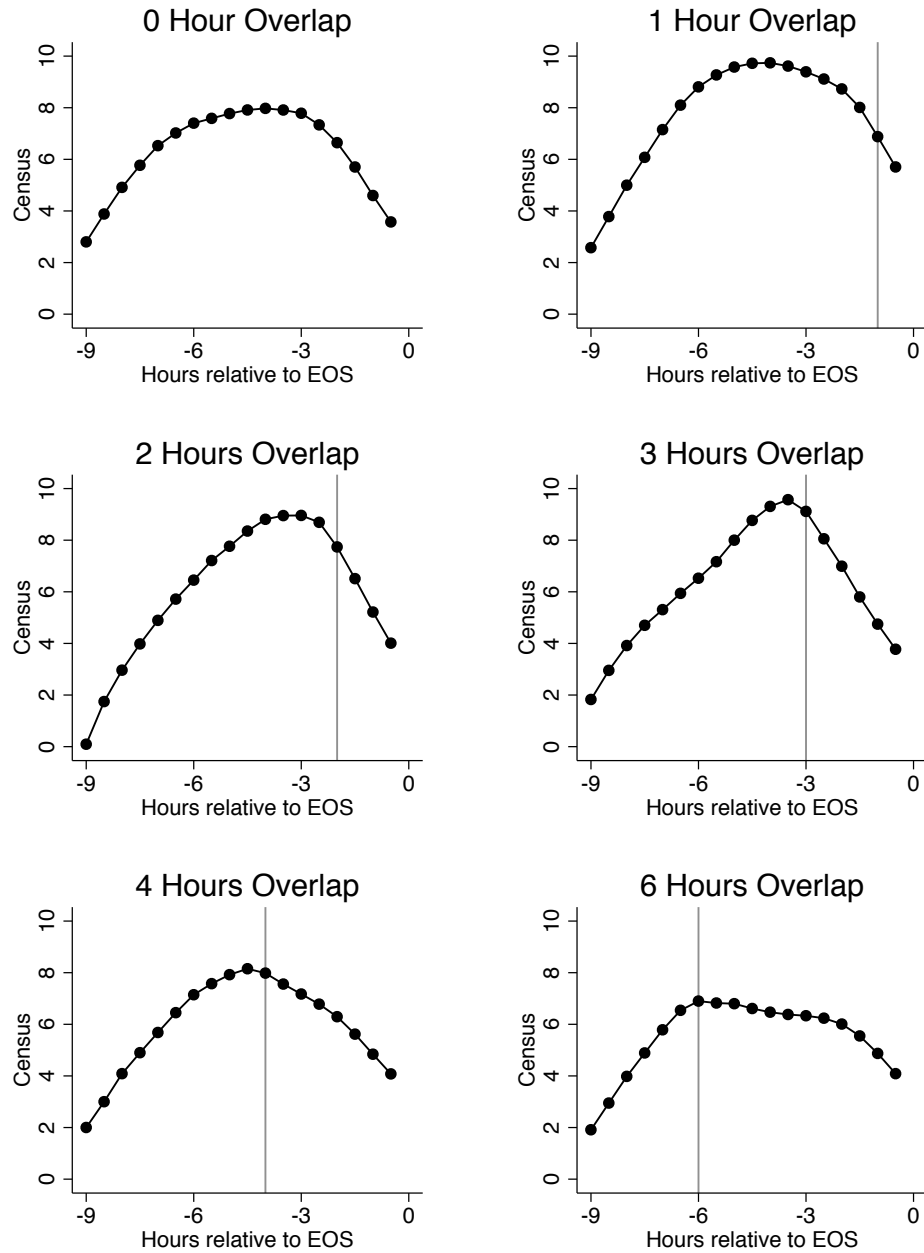 0 Hour Overlap
Census
0 2 4 6 8 10
-9 -6 -3 0
Hours relative to EOS
1 Hour Overlap
Census
0 2 4 6 8 10
-9 -6 -3 0
Hours relative to EOS
2 Hours Overlap
Census
0 2 4 6 8 10
-9 -6 -3 0
Hours relative to EOS
3 Hours Overlap
Census
0 2 4 6 8 10
-9 -6 -3 0
Hours relative to EOS
4 Hours Overlap
Census
0 2 4 6 8 10
-9 -6 -3 0
Hours relative to EOS
6 Hours Overlap
Census
0 2 4 6 8 10
-9 -6 -3 0
Hours relative to EOS